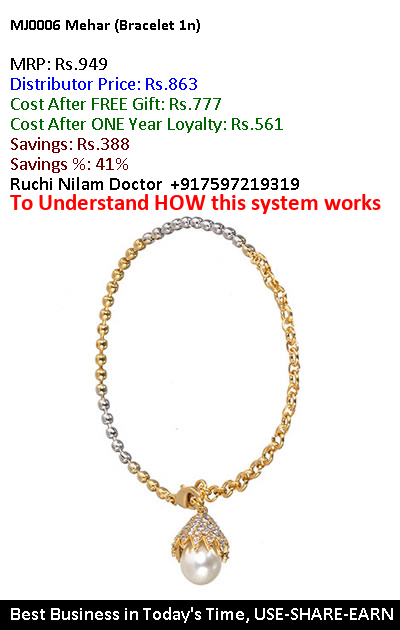 MJ0006 Mehar (Bracelet 1n)
MRP: Rs.949
Distributor Price: Rs.863
Cost After FREE Gift: Rs.777
Cost After ONE Year Loyalty: Rs.561
Savings: Rs.388
Savings %: 41%
Ruchi Nilam Doctor +917597219319
To Understand HOW this system works
Best Business in Today's Time, USE-SHARE-EARN